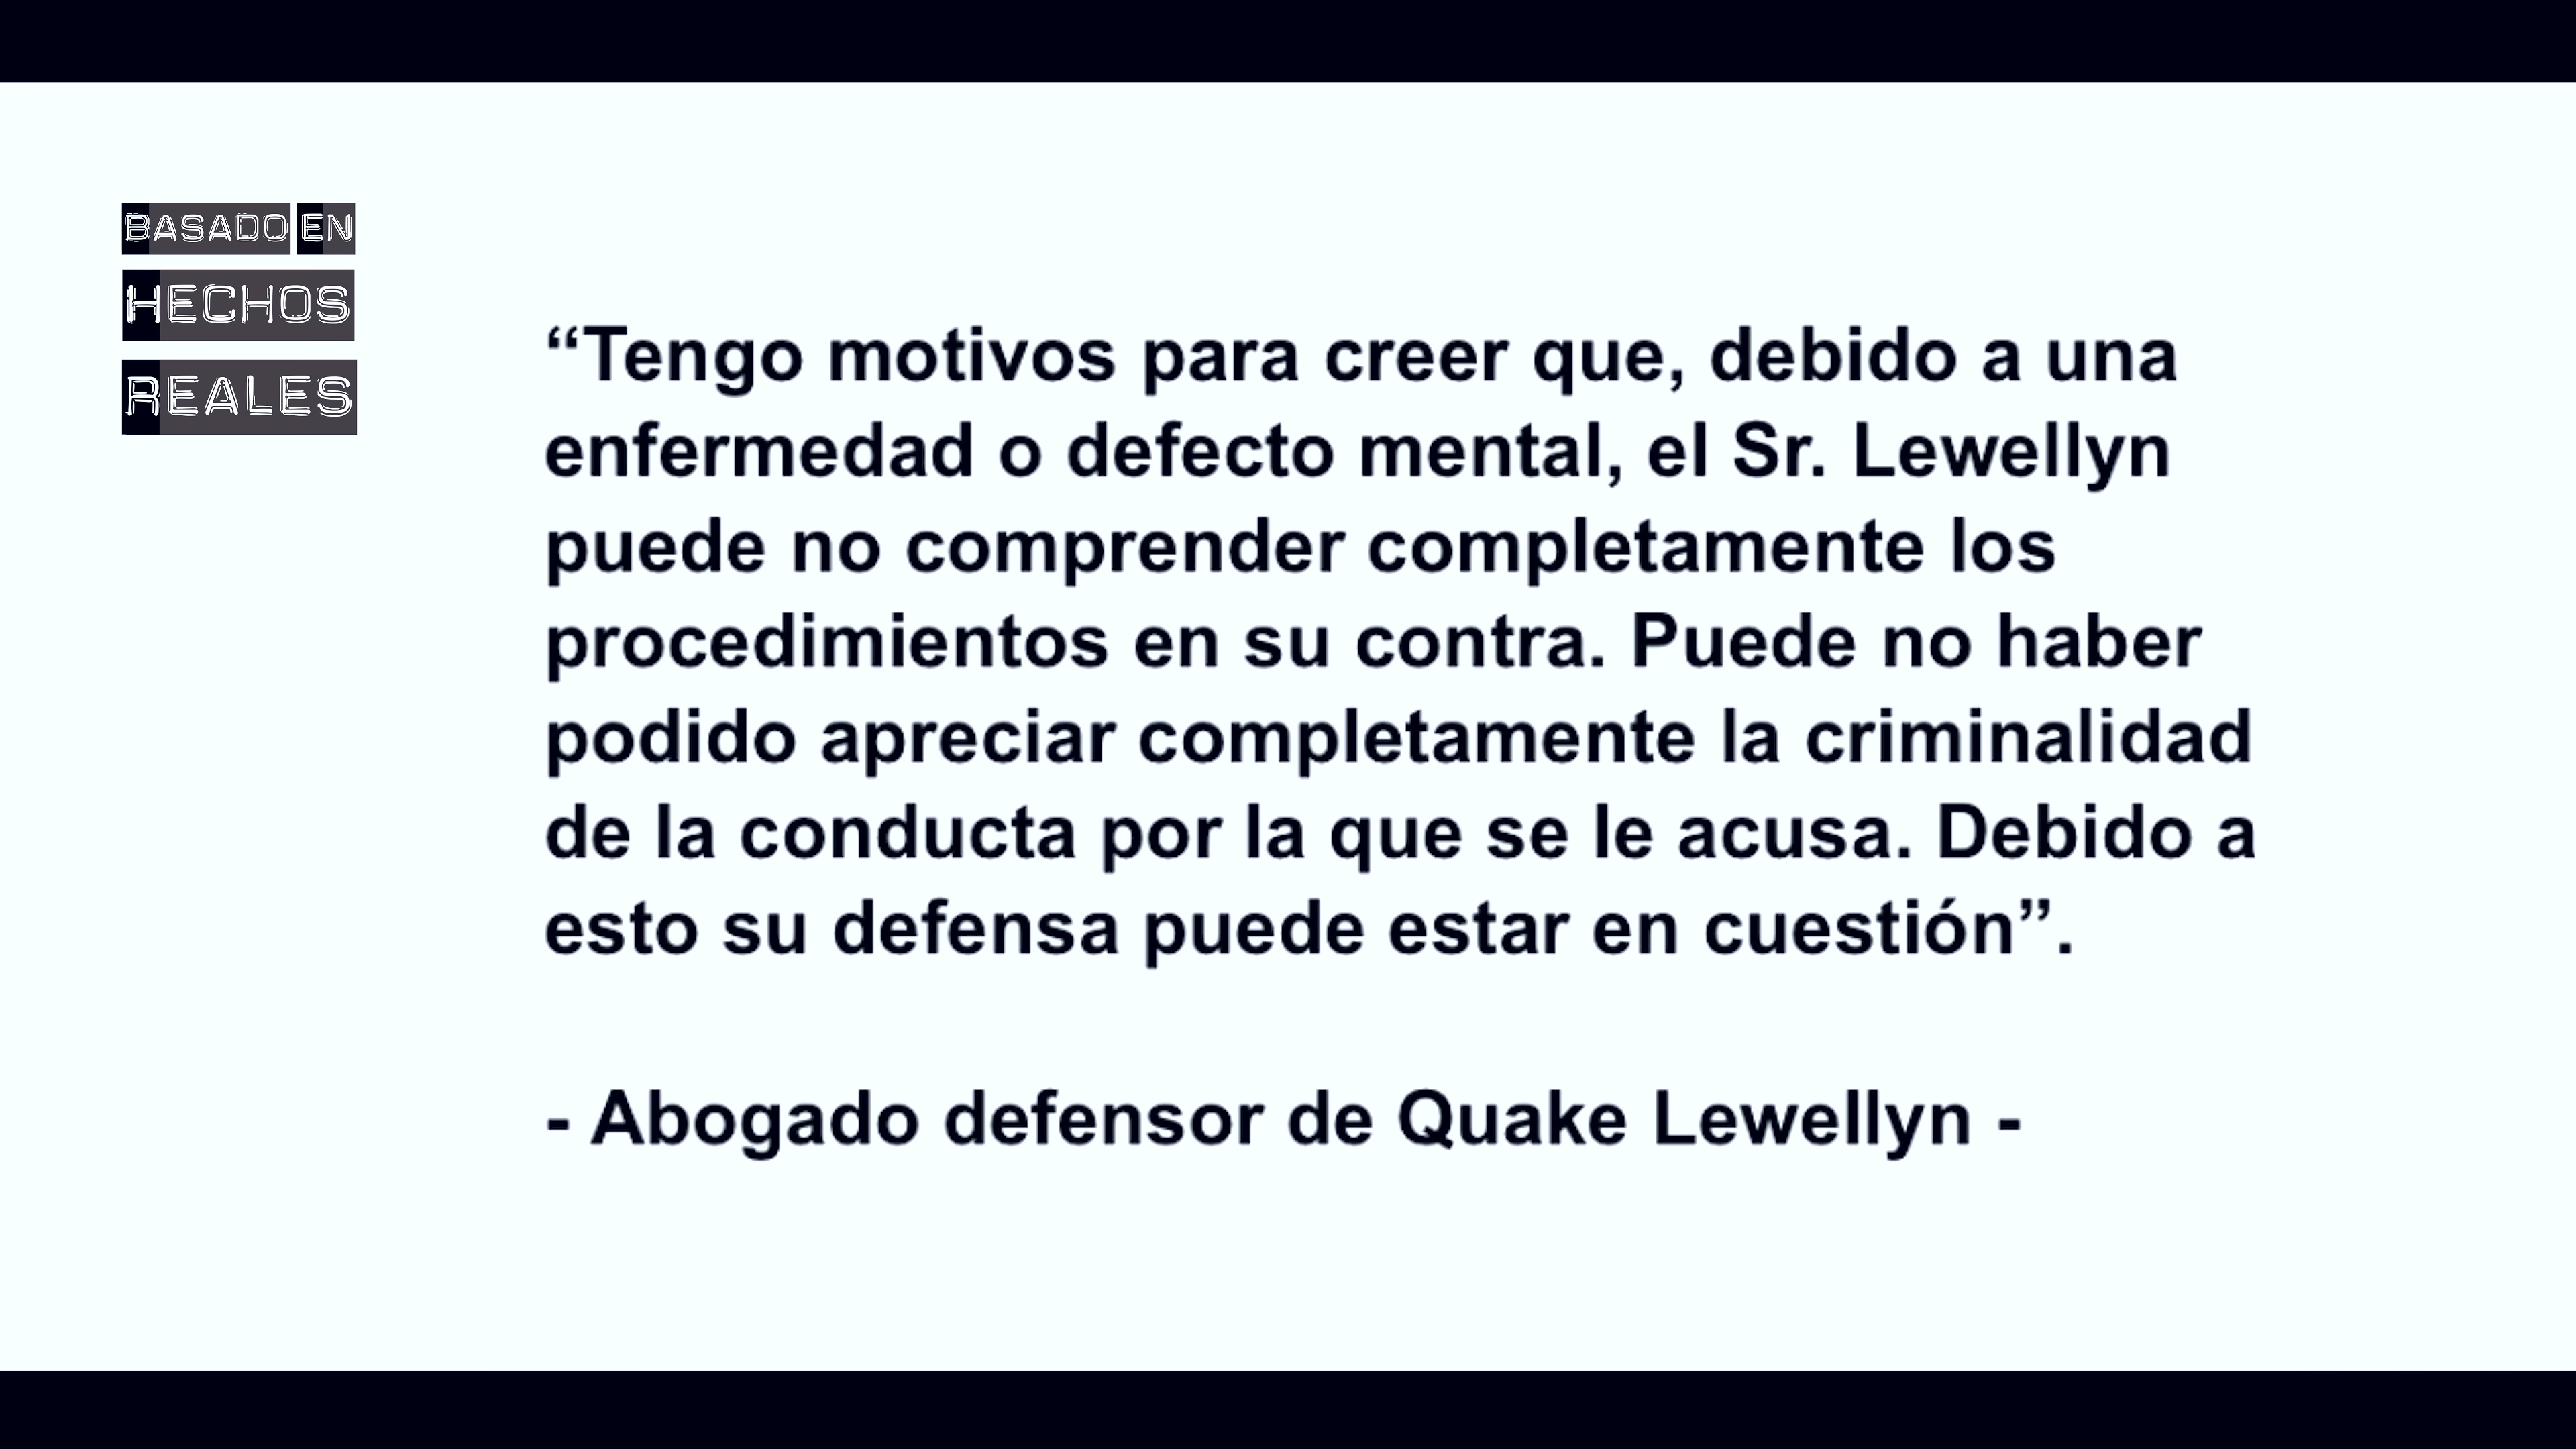 BASADO EN
HECHOS
REALES
“Tengo motivos para creer que, debido a una
enfermedad o defecto mental, el Sr. Lewellyn
puede no comprender completamente los
procedimientos en su contra. Puede no haber
podido apreciar completamente la criminalidad
de la conducta por la que se le acusa. Debido a
esto su defensa puede estar en cuestión”.
- Abogado defensor de Quake Lewellyn -